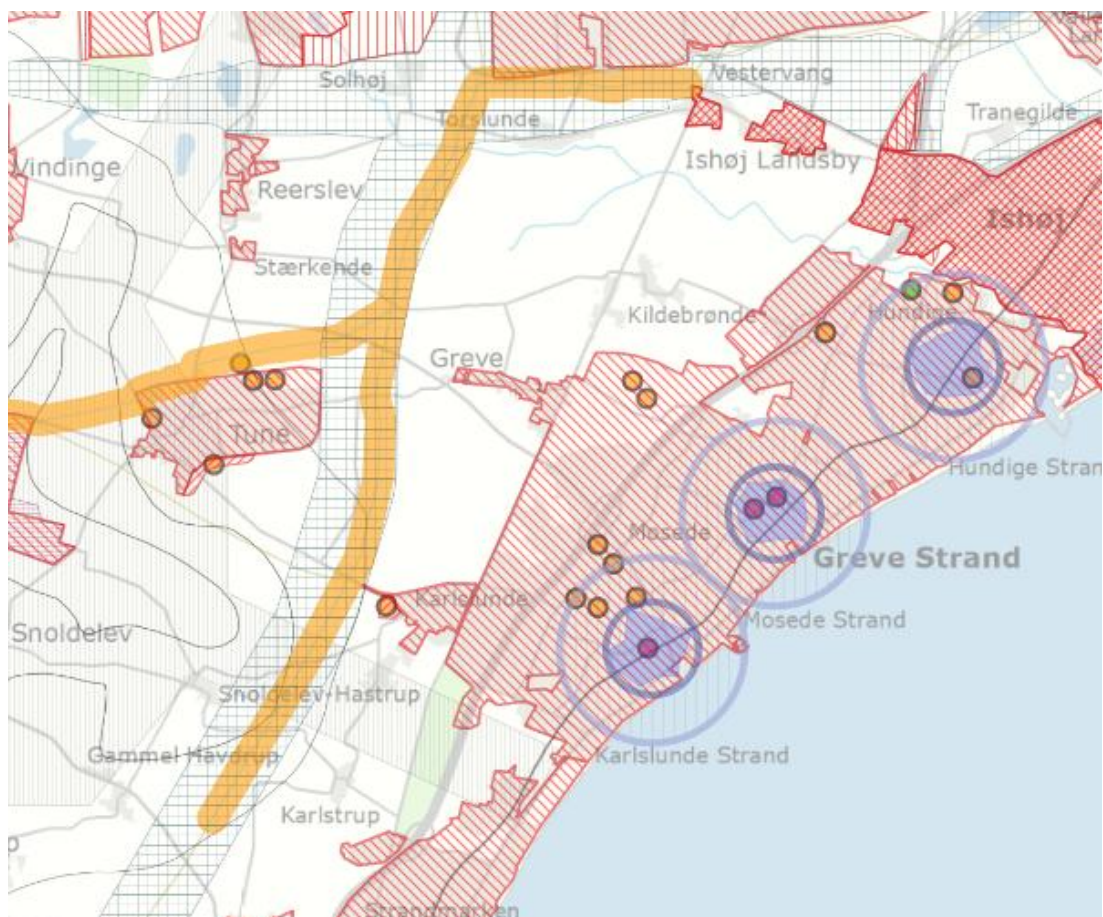 Solhøj
Vestervang
Torslunde
Tranegilde
Vindinge
Ishøj Landsby
Reerslev
Ishøj
Stærkende
Kildebrønde
Hundige
Greve
Tune
Hundige Stran
Mosede
Greve Strand
Karlslunde
Mosede Strand
Snoldelev
Snoldelev-Hastrup
Gammel Havdrup
Karlslunde Strand
Karlstrup
Strandmarken